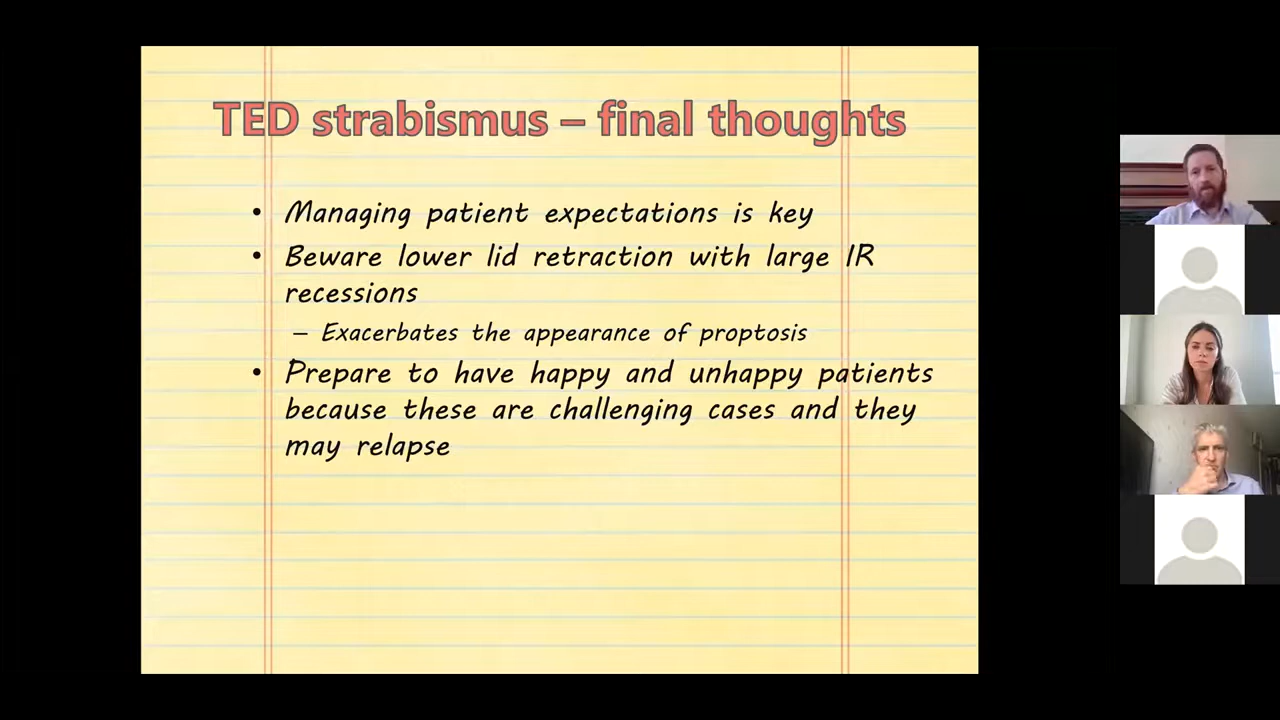 TED strabismus – final thoughts
• Managing patient expectations is key
• Beware lower lid retraction with large IR
recessions
– Exacerbates the appearance of proptosis
• Prepare to have happy and unhappy patients
because these are challenging cases and they
may relapse